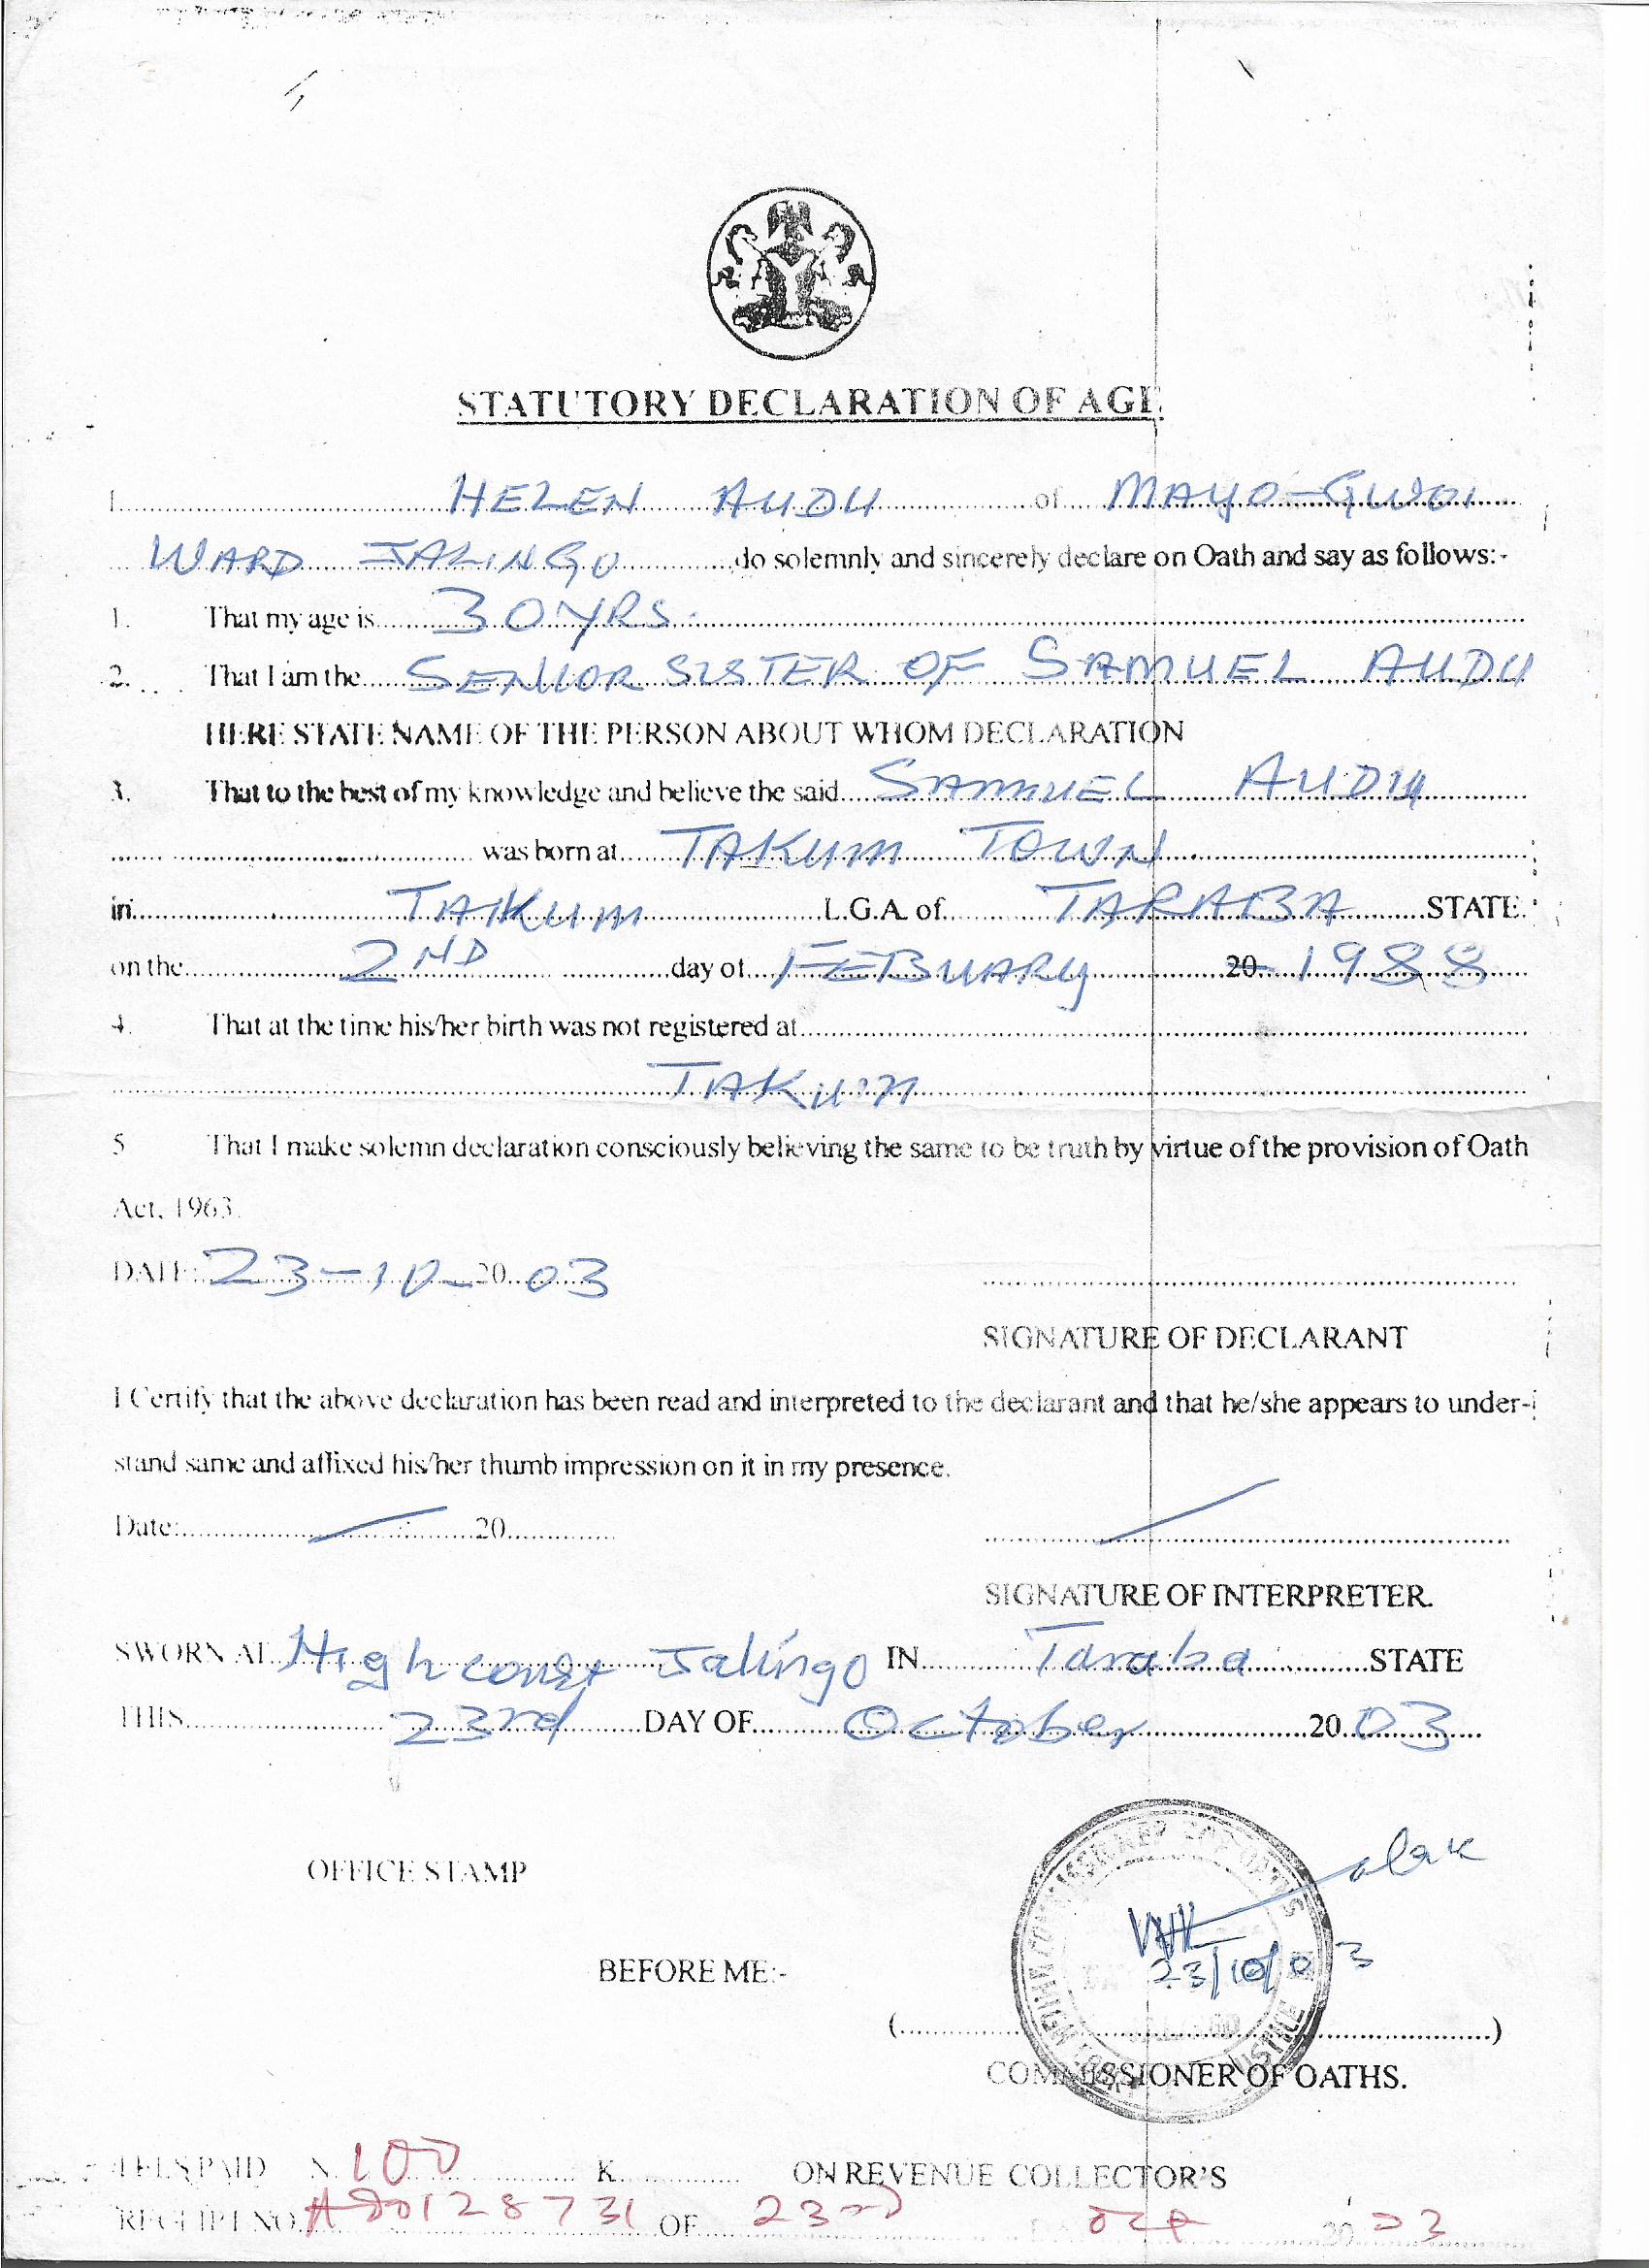 STATUTORY DECLARATION OF AGE.
I............HELEN AUDU............of....MAYO-GWOI
WARD JALINGO............do solemnly and sincerely declare on Oath and say as follows:-
1. That my age is....30YRS.
2. That I am the....SENIOR SISTER OF SAMUEL AUDU
HERE STATE NAME OF THE PERSON ABOUT WHOM DECLARATION
3. That to the best of my knowledge and believe the said....SAMUEL AUDU
............was born at....TAKUM TOWN
in............TAKUM............L.G.A. of....TARABA....STATE.
on the............2ND............day of....FEBUARY............20 1988
4. That at the time his/her birth was not registered at............
TAKUM
5 That I make solemn declaration consciously believing the same to be truth by virtue of the provision of Oath
Act, 1963.
DATE: 23-10-20 03
SIGNATURE OF DECLARANT
I Certify that the above declaration has been read and interpreted to the declarant and that he/she appears to under-
stand same and affixed his/her thumb impression on it in my presence.
Date:............20............
SIGNATURE OF INTERPRETER.
SWORN AT High court Jalingo IN....Taraba....STATE
THIS............23rd............DAY OF....October............20 03
OFFICE STAMP
23/10/03
BEFORE ME:-
(............)
COMMISSIONER OF OATHS.
FEES PAID N. 100 K............ ON REVENUE COLLECTOR'S
RECEIPT NO. OF 23rd Oct 20 03